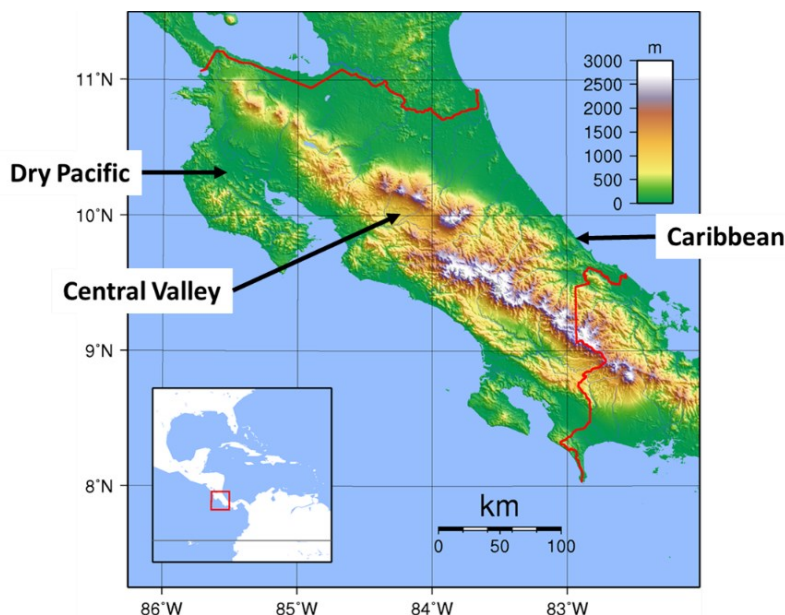 m
3000
2500
2000
1500
1000
500
0
11˚N
10˚N
9˚N
8˚N
Dry Pacific
Caribbean
Central Valley
km
0 50 100
86˚W 85˚W 84˚W 83˚W